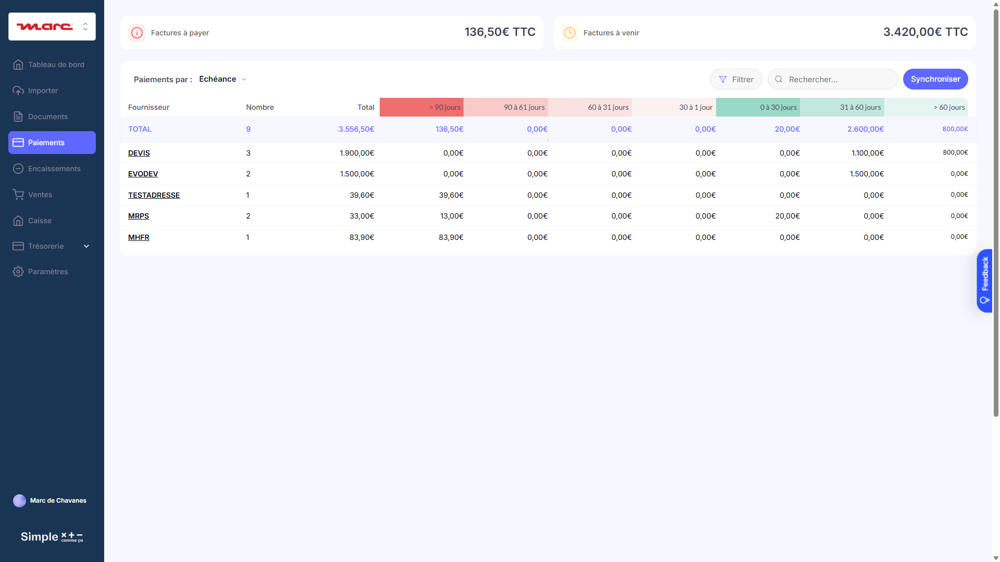 marc
Tableau de bord
Importer
Documents
Paiements
Encaissements
Ventes
Caisse
Trésorerie
Paramètres
Marc de Chavanes
Simple comme ça
Factures à payer 136,50€ TTC
Factures à venir 3.420,00€ TTC
Paiements par : Échéance
Filtrer
Rechercher...
Synchroniser
Fournisseur Nombre Total > 90 jours 90 à 61 jours 60 à 31 jours 30 à 1 jour 0 à 30 jours 31 à 60 jours > 60 jours
TOTAL 9 3.556,50€ 136,50€ 0,00€ 0,00€ 0,00€ 20,00€ 2.600,00€ 800,00€
DEVIS 3 1.900,00€ 0,00€ 0,00€ 0,00€ 0,00€ 0,00€ 1.100,00€ 800,00€
EVODEV 2 1.500,00€ 0,00€ 0,00€ 0,00€ 0,00€ 0,00€ 1.500,00€ 0,00€
TESTADRESSE 1 39,60€ 39,60€ 0,00€ 0,00€ 0,00€ 0,00€ 0,00€ 0,00€
MRPS 2 33,00€ 13,00€ 0,00€ 0,00€ 0,00€ 20,00€ 0,00€ 0,00€
MHFR 1 83,90€ 83,90€ 0,00€ 0,00€ 0,00€ 0,00€ 0,00€ 0,00€
Feedback